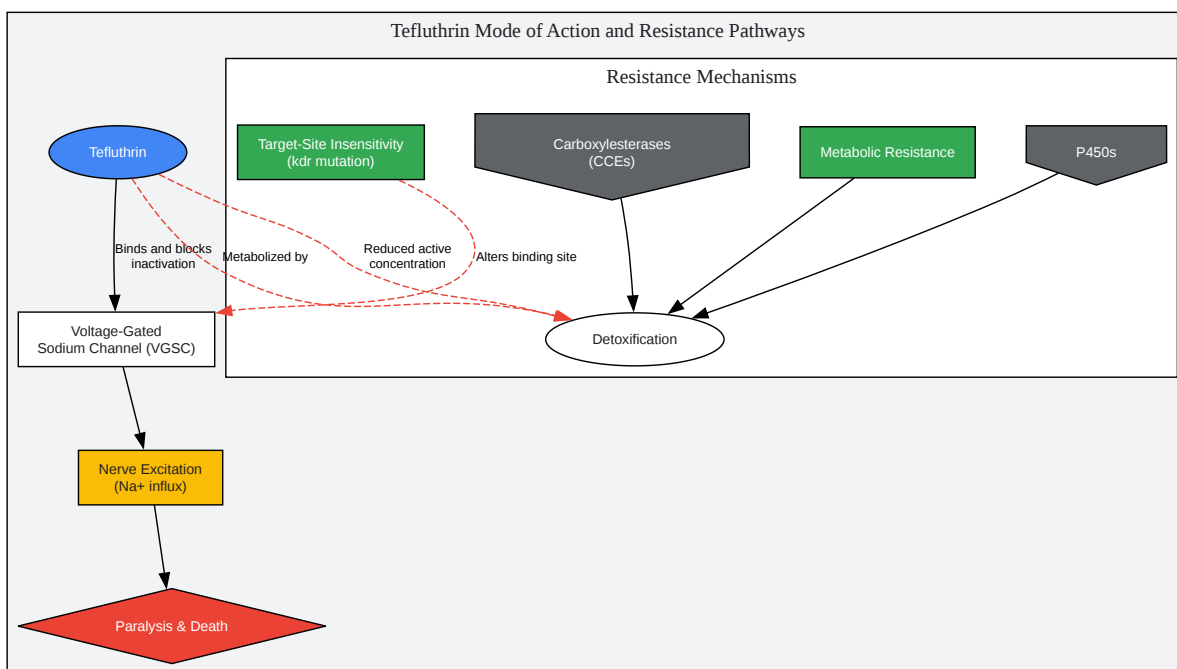 Tefluthrin Mode of Action and Resistance Pathways
Resistance Mechanisms
Tefluthrin
Target-Site Insensitivity
(kdr mutation)
Carboxylesterases
(CCEs)
Metabolic Resistance
P450s
Binds and blocks
inactivation
Metabolized by
Reduced active
concentration
Alters binding site
Voltage-Gated
Sodium Channel (VGSC)
Detoxification
Nerve Excitation
(Na+ influx)
Paralysis & Death